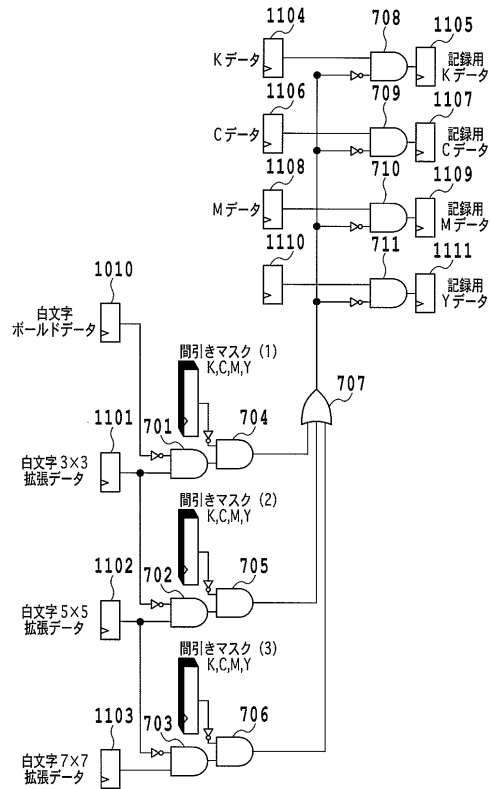 1104
708
1105
Kデータ
記録用
Kデータ
1106
709
1107
Cデータ
記録用
Cデータ
1108
710
1109
Mデータ
記録用
Mデータ
1110
711
1111
記録用
Yデータ
1010
白文字
ボールドデータ
間引きマスク (1)
K,C,M,Y
707
1101
701
704
白文字3×3
拡張データ
間引きマスク (2)
K,C,M,Y
1102
702
705
白文字5×5
拡張データ
間引きマスク (3)
K,C,M,Y
1103
703
706
白文字7×7
拡張データ